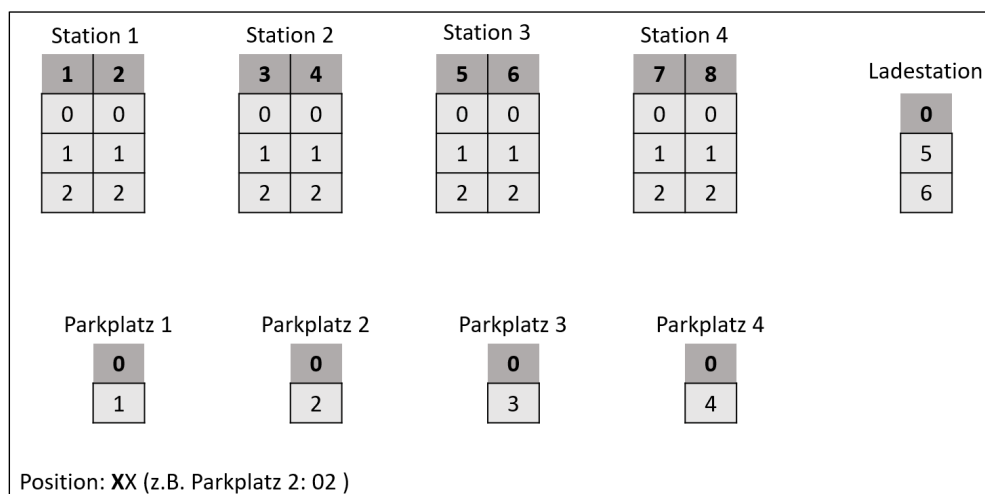 Station 1 Station 2 Station 3 Station 4
Ladestation
1 2 3 4 5 6 7 8
0
0 0 0 0 0 0 0 0
5
1 1 1 1 1 1 1 1
6
2 2 2 2 2 2 2 2
Parkplatz 1 Parkplatz 2 Parkplatz 3 Parkplatz 4
0 0 0 0
1 2 3 4
Position: XX (z.B. Parkplatz 2: 02 )